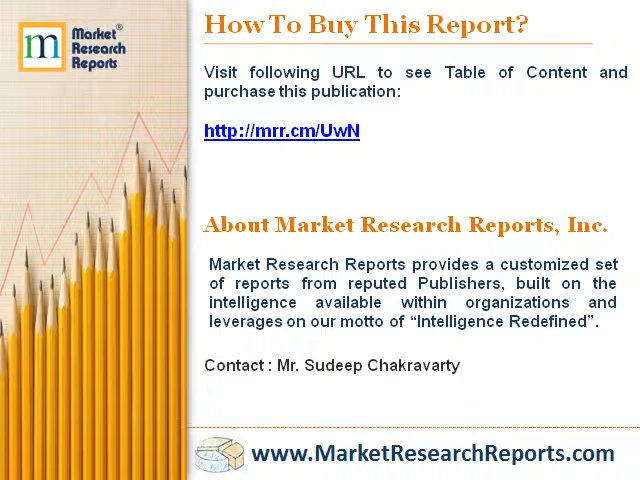 m
Market®
Research
Reports
How To Buy This Report?
Visit following URL to see Table of Content and
purchase this publication:
http://mrr.cm/UwN
About Market Research Reports, Inc.
Market Research Reports provides a customized set
of reports from reputed Publishers, built on the
intelligence available within organizations and
leverages on our motto of “Intelligence Redefined”.
Contact : Mr. Sudeep Chakravarty
www.MarketResearchReports.com